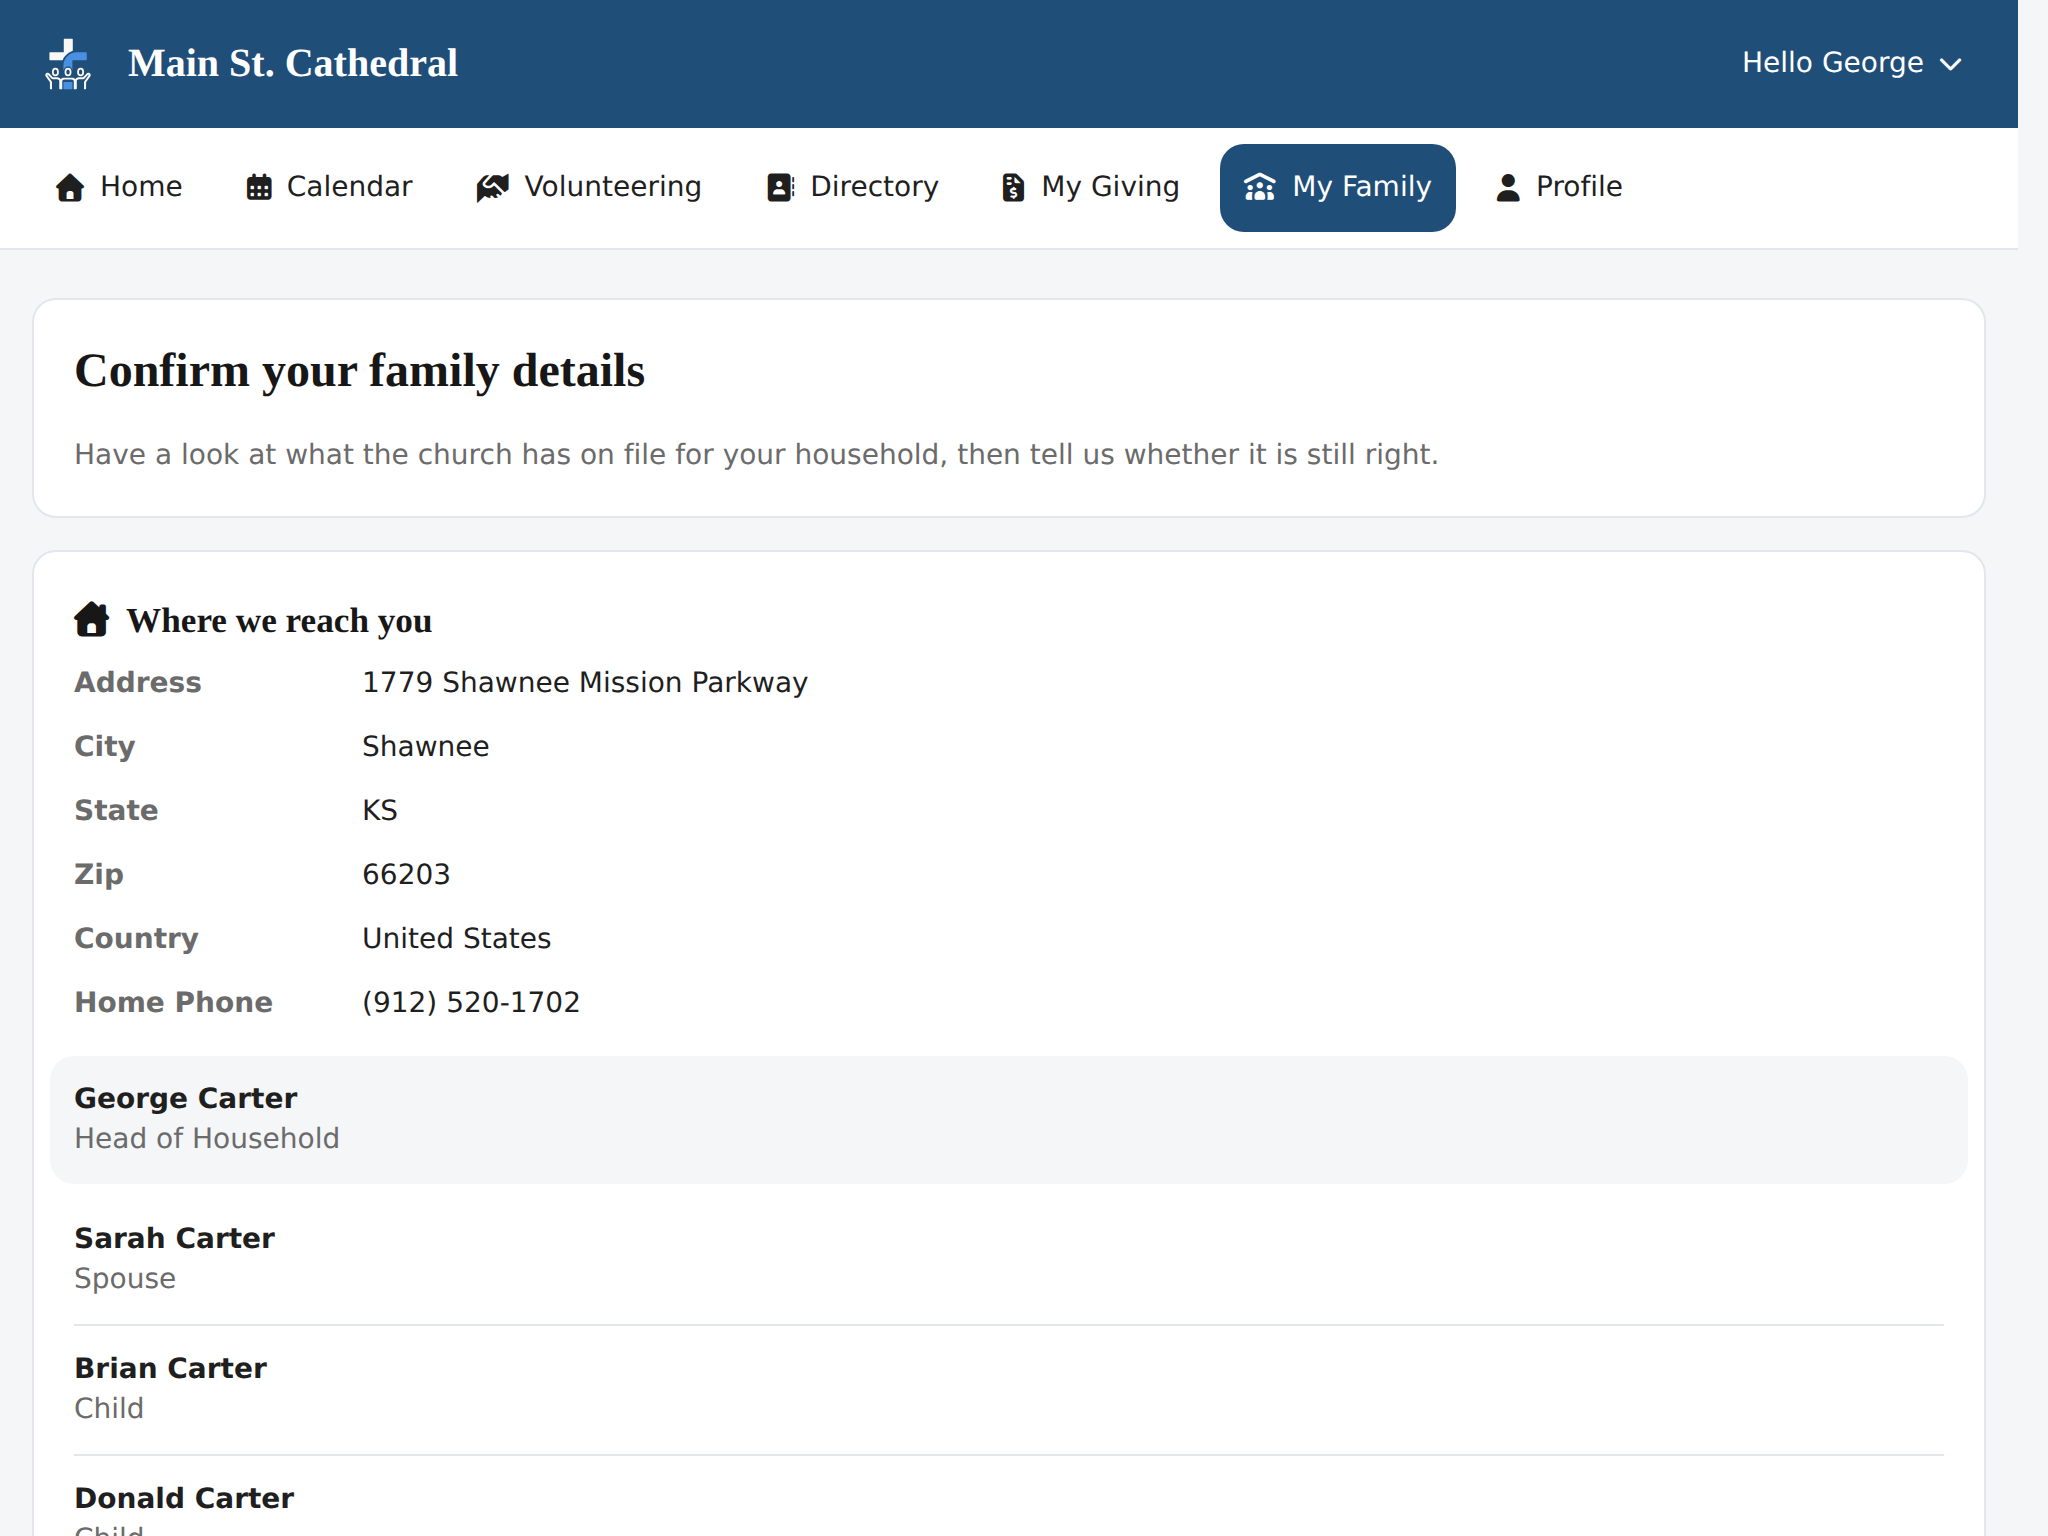 Main St. Cathedral
Hello George
Home
Calendar
Volunteering
Directory
My Giving
My Family
Profile
Confirm your family details
Have a look at what the church has on file for your household, then tell us whether it is still right.
Where we reach you
Address 1779 Shawnee Mission Parkway
City Shawnee
State KS
Zip 66203
Country United States
Home Phone (912) 520-1702
George Carter
Head of Household
Sarah Carter
Spouse
Brian Carter
Child
Donald Carter
Child